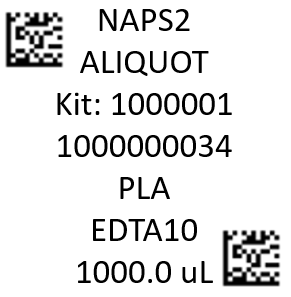 NAPS2
ALIQUOT
Kit: 1000001
1000000034
PLA
EDTA10
1000.0 uL